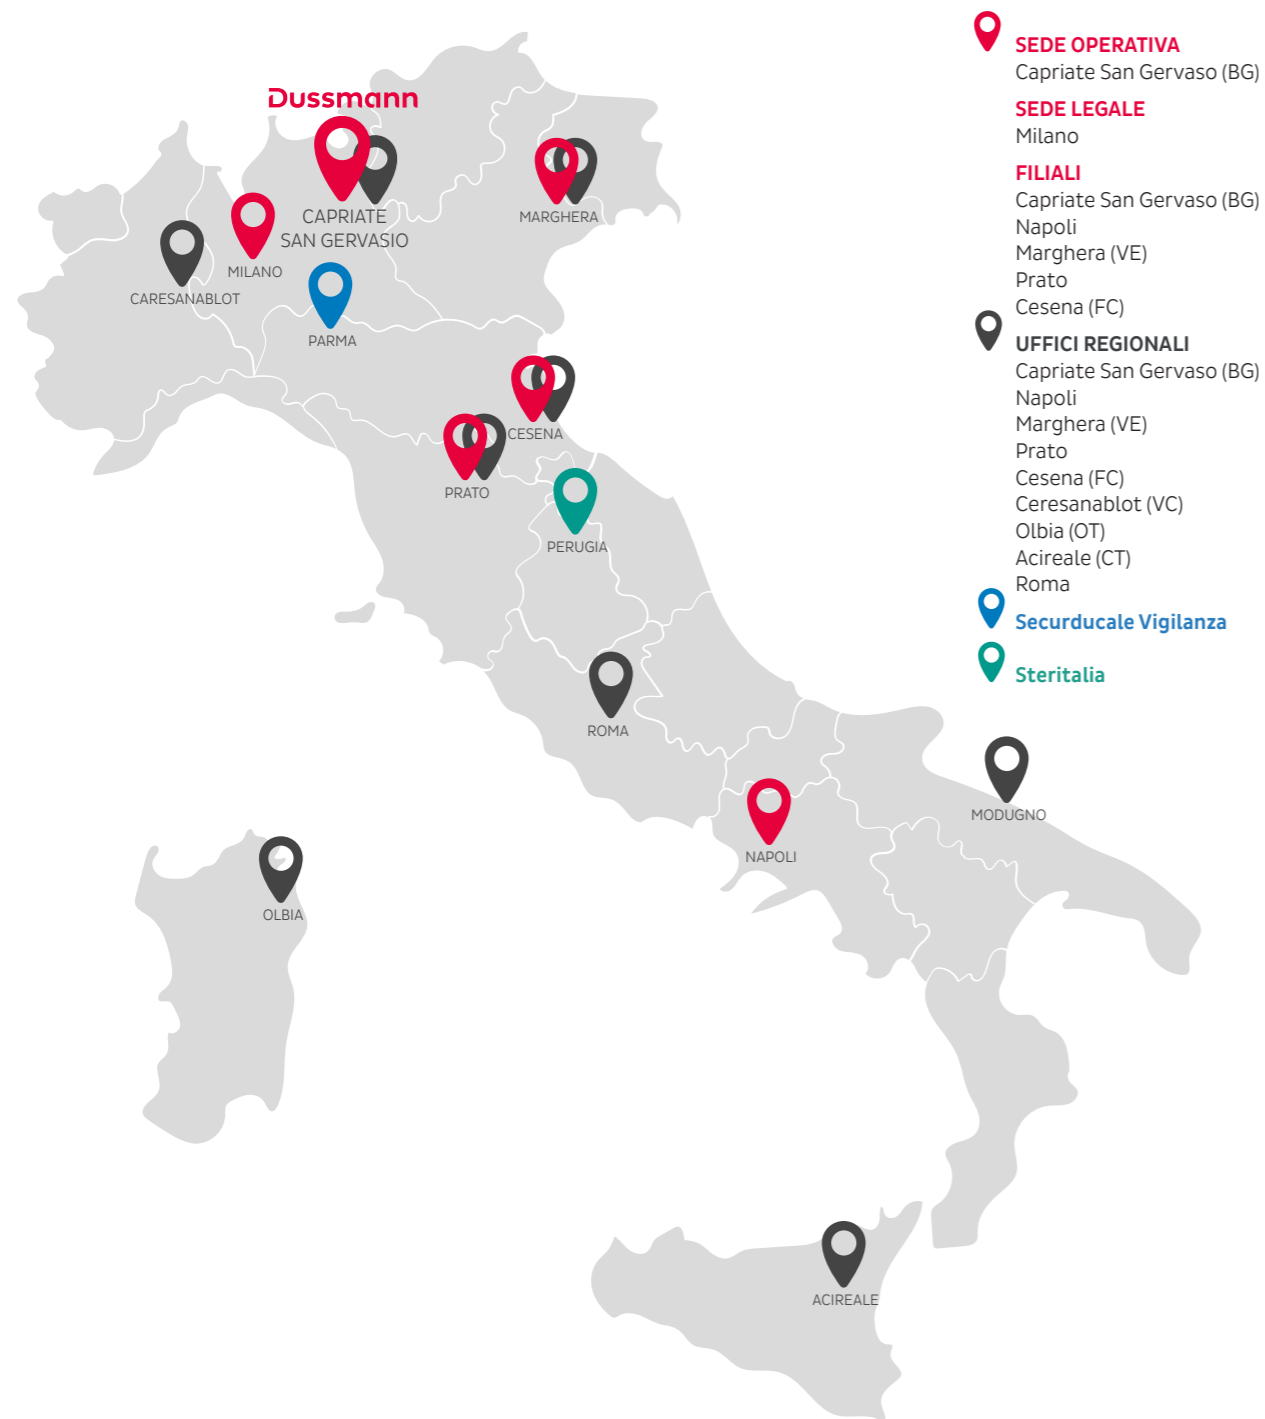 Dussmann
CAPRIATE
SAN GERVASIO
MARGHERA
MILANO
CARESANABLOT
PARMA
CESENA
PRATO
PERUGIA
ROMA
MODUGNO
NAPOLI
OLBIA
ACIREALE
SEDE OPERATIVA
Capriate San Gervaso (BG)
SEDE LEGALE
Milano
FILIALI
Capriate San Gervaso (BG)
Napoli
Marghera (VE)
Prato
Cesena (FC)
UFFICI REGIONALI
Capriate San Gervaso (BG)
Napoli
Marghera (VE)
Prato
Cesena (FC)
Ceresanablot (VC)
Olbia (OT)
Acireale (CT)
Roma
Securducale Vigilanza
Steritalia